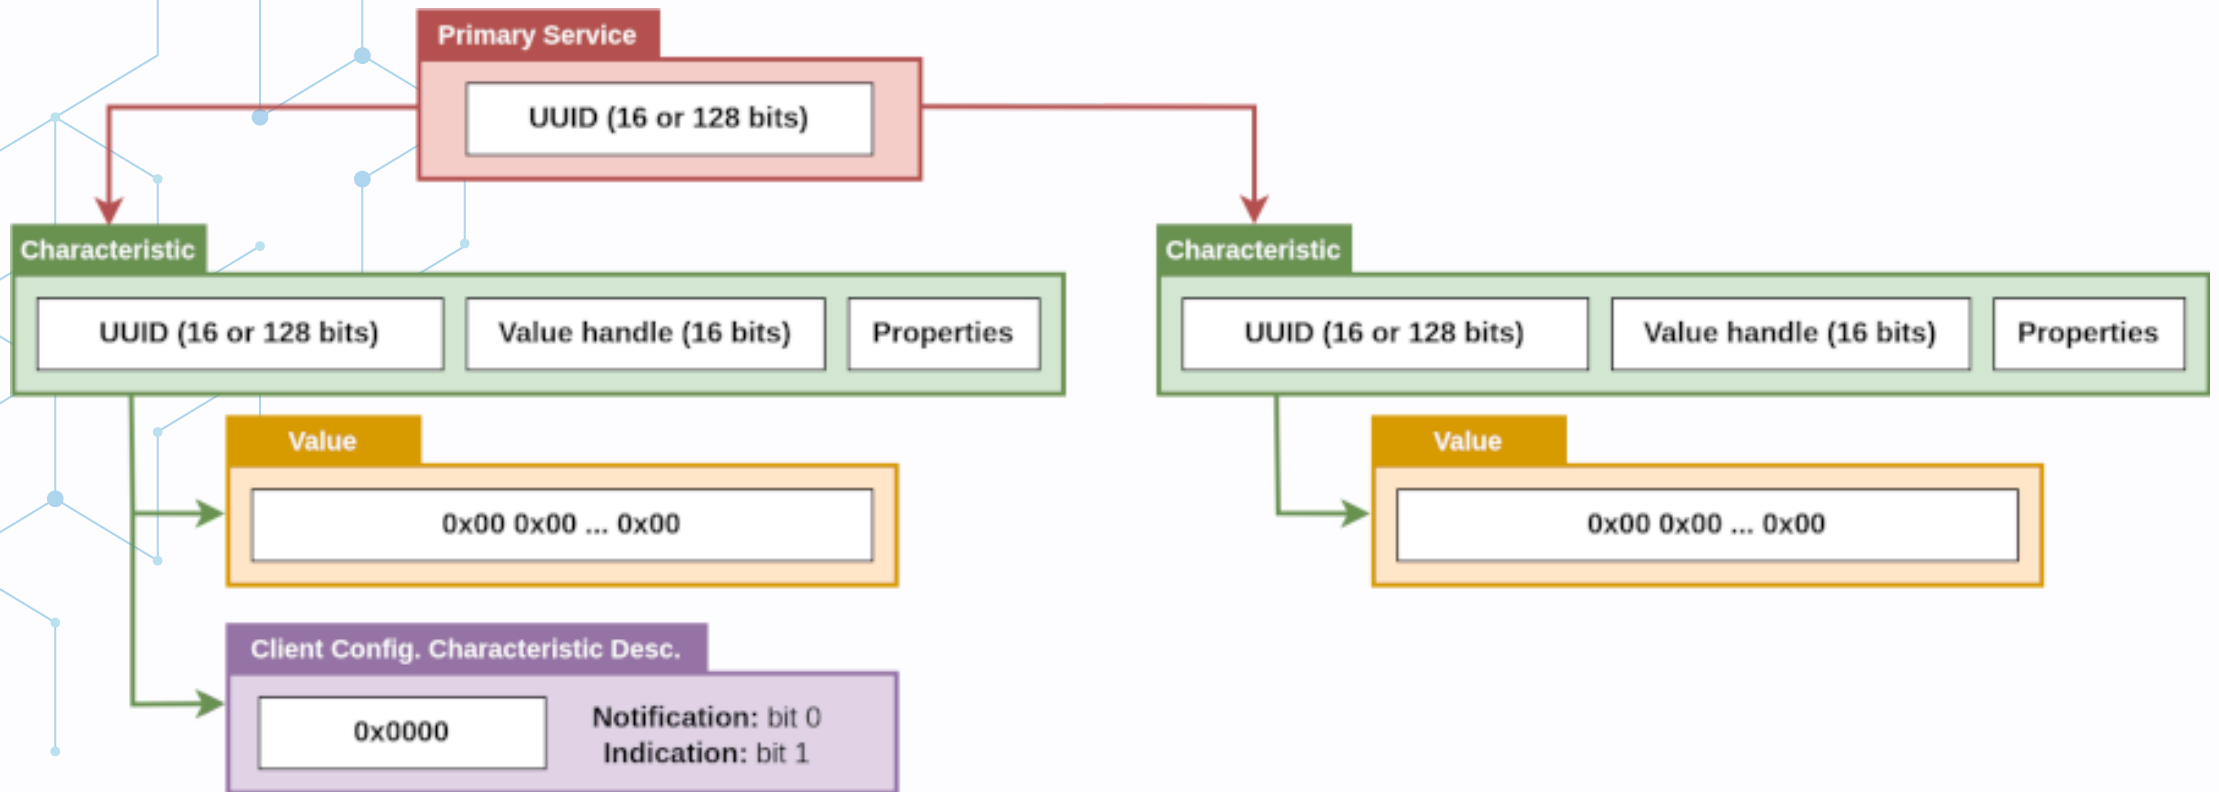 Primary Service
UUID (16 or 128 bits)
Characteristic
UUID (16 or 128 bits)
Value handle (16 bits)
Properties
Value
0x00 0x00 ... 0x00
Client Config. Characteristic Desc.
0x0000
Notification: bit 0
Indication: bit 1
Characteristic
UUID (16 or 128 bits)
Value handle (16 bits)
Properties
Value
0x00 0x00 ... 0x00